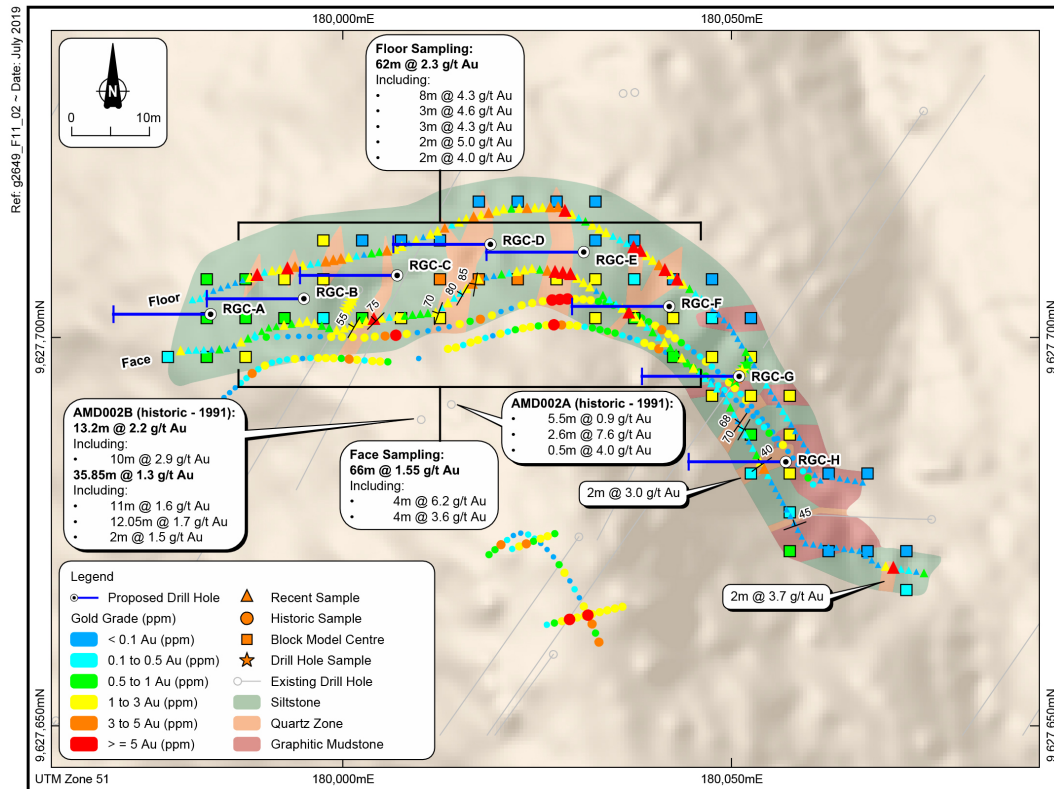 180,000mE
180,050mE
Ref: g2649_F11_02 ~ Date: July 2019
N
0
10m
Floor Sampling:
62m @ 2.3 g/t Au
Including:
• 8m @ 4.3 g/t Au
• 3m @ 4.6 g/t Au
• 3m @ 4.3 g/t Au
• 2m @ 5.0 g/t Au
• 2m @ 4.0 g/t Au
RGC-D
RGC-E
RGC-C
85
80
Floor
RGC-B
RGC-A
70
75
55
RGC-F
9,627,700mN
9,627,700mN
Face
RGC-G
AMD002B (historic - 1991):
13.2m @ 2.2 g/t Au
Including:
• 10m @ 2.9 g/t Au
35.85m @ 1.3 g/t Au
Including:
• 11m @ 1.6 g/t Au
• 12.05m @ 1.7 g/t Au
• 2m @ 1.5 g/t Au
AMD002A (historic - 1991):
• 5.5m @ 0.9 g/t Au
• 2.6m @ 7.6 g/t Au
• 0.5m @ 4.0 g/t Au
68
70
40
RGC-H
Face Sampling:
66m @ 1.55 g/t Au
Including:
• 4m @ 6.2 g/t Au
• 4m @ 3.6 g/t Au
2m @ 3.0 g/t Au
45
2m @ 3.7 g/t Au
Legend
Proposed Drill Hole
Gold Grade (ppm)
< 0.1 Au (ppm)
0.1 to 0.5 Au (ppm)
0.5 to 1 Au (ppm)
1 to 3 Au (ppm)
3 to 5 Au (ppm)
> = 5 Au (ppm)
Recent Sample
Historic Sample
Block Model Centre
Drill Hole Sample
Existing Drill Hole
Siltstone
Quartz Zone
Graphitic Mudstone
9,627,650mN
9,627,650mN
UTM Zone 51
180,000mE
180,050mE